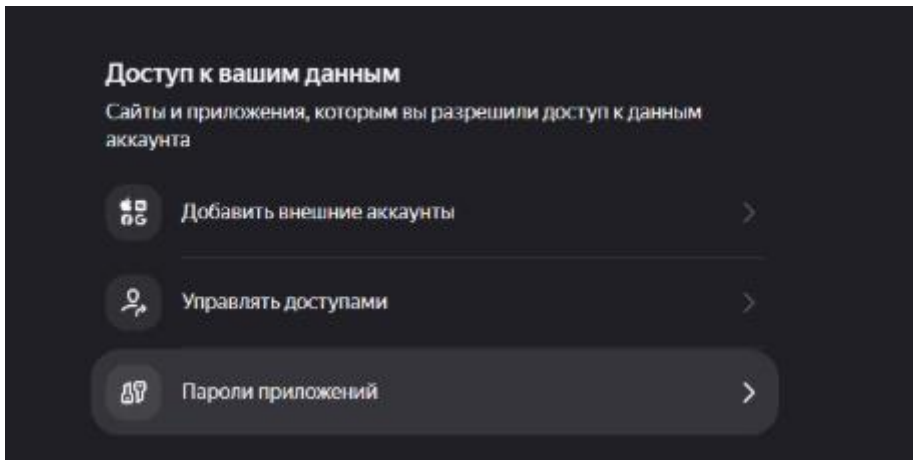 Доступ к вашим данным
Сайты и приложения, которым вы разрешили доступ к данным
аккаунта
Добавить внешние аккаунты
Управлять доступами
Пароли приложений